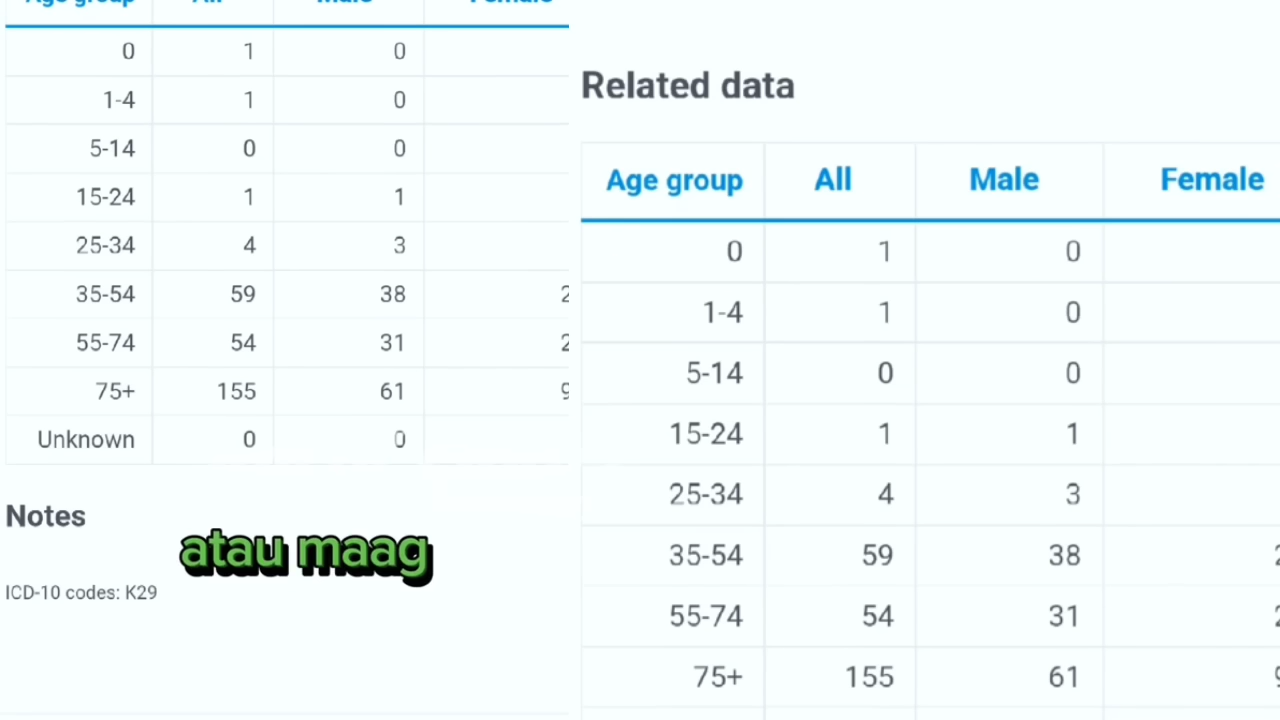 Age group All Male Female
0 1 0
1-4 1 0
5-14 0 0
15-24 1 1
25-34 4 3
35-54 59 38 2
55-74 54 31 2
75+ 155 61 9
Unknown 0 0
Notes
atau maag
ICD-10 codes: K29
Related data
Age group All Male Female
0 1 0
1-4 1 0
5-14 0 0
15-24 1 1
25-34 4 3
35-54 59 38
55-74 54 31
75+ 155 61